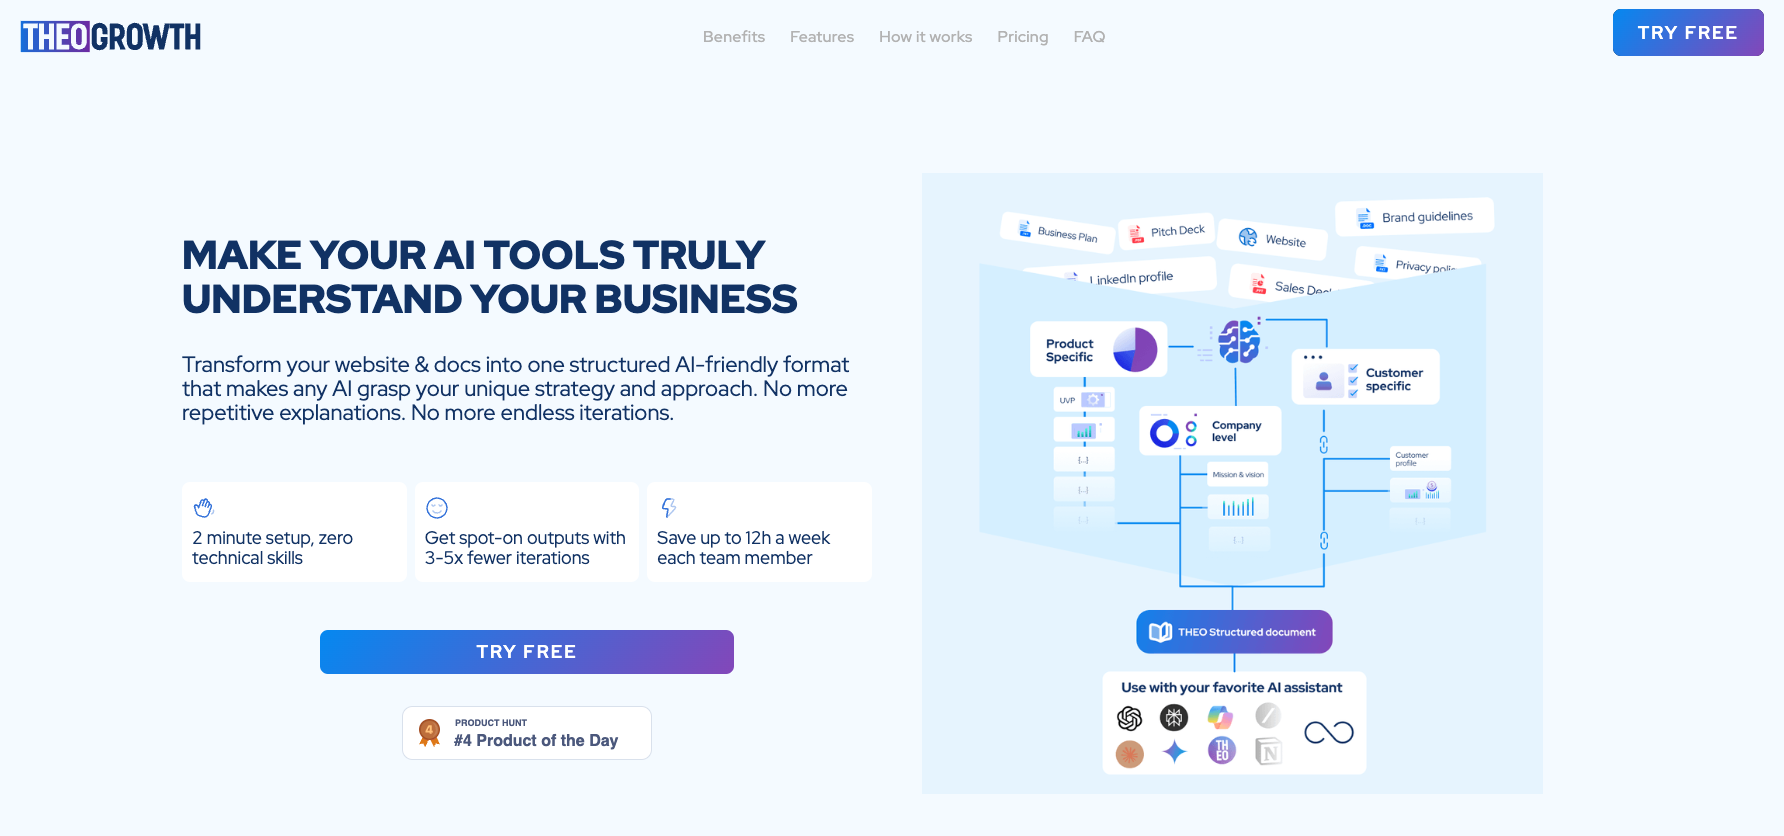 THEOGROWTH
Benefits
Features
How it works
Pricing
FAQ
TRY FREE
MAKE YOUR AI TOOLS TRULY
UNDERSTAND YOUR BUSINESS
Transform your website & docs into one structured AI-friendly format
that makes any AI grasp your unique strategy and approach. No more
repetitive explanations. No more endless iterations.
2 minute setup, zero
technical skills
Get spot-on outputs with
3-5x fewer iterations
Save up to 12h a week
each team member
TRY FREE
4
PRODUCT HUNT
#4 Product of the Day
Business Plan
Pitch Deck
Website
Brand guidelines
LinkedIn profile
Sales Dec
Privacy polic
Product
Specific
Customer
specific
UVP
Company
level
{...}
Mission & vision
Customer
profile
{...}
{...}
{...}
{...}
THEO Structured document
Use with your favorite AI assistant
TH
EO